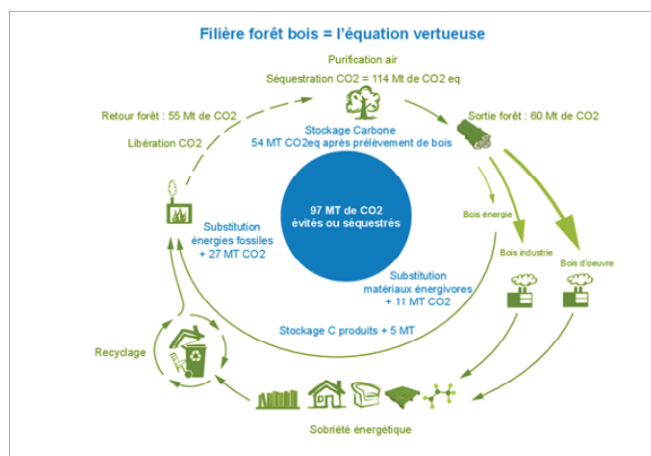 Filière forêt bois = l'équation vertueuse
Purification air
Séquestration CO2 = 114 Mt de CO2 eq
Retour forêt : 55 Mt de CO2
Sortie forêt : 60 Mt de CO2
Libération CO2
Stockage Carbone
54 MT CO2eq après prélèvement de bois
97 MT de CO2
évités ou séquestrés
Bois énergie
Substitution
énergies fossiles
+ 27 MT CO2
Bois industrie
Bois d'oeuvre
Substitution
matériaux énergivores
+ 11 MT CO2
Stockage C produits + 5 MT
Recyclage
Sobriété énergétique